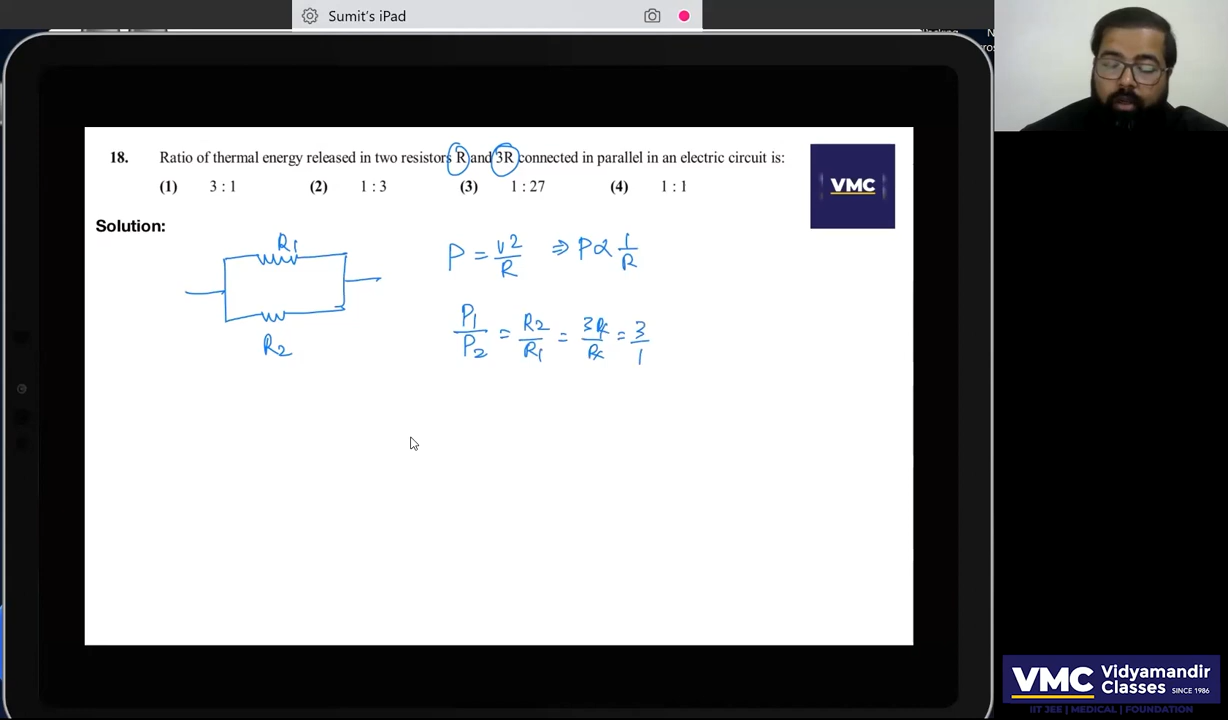 Sumit's iPad
18. Ratio of thermal energy released in two resistors R and 3R connected in parallel in an electric circuit is:
(1) 3 : 1 (2) 1 : 3 (3) 1 : 27 (4) 1 : 1
VMC
Solution:
R1
R2
P = V²/R ⇒ P ∝ 1/R
P1/P2 = R2/R1 = 3R/R = 3/1
VMC Vidyamandir Classes SINCE 1986
IIT JEE | MEDICAL | FOUNDATION